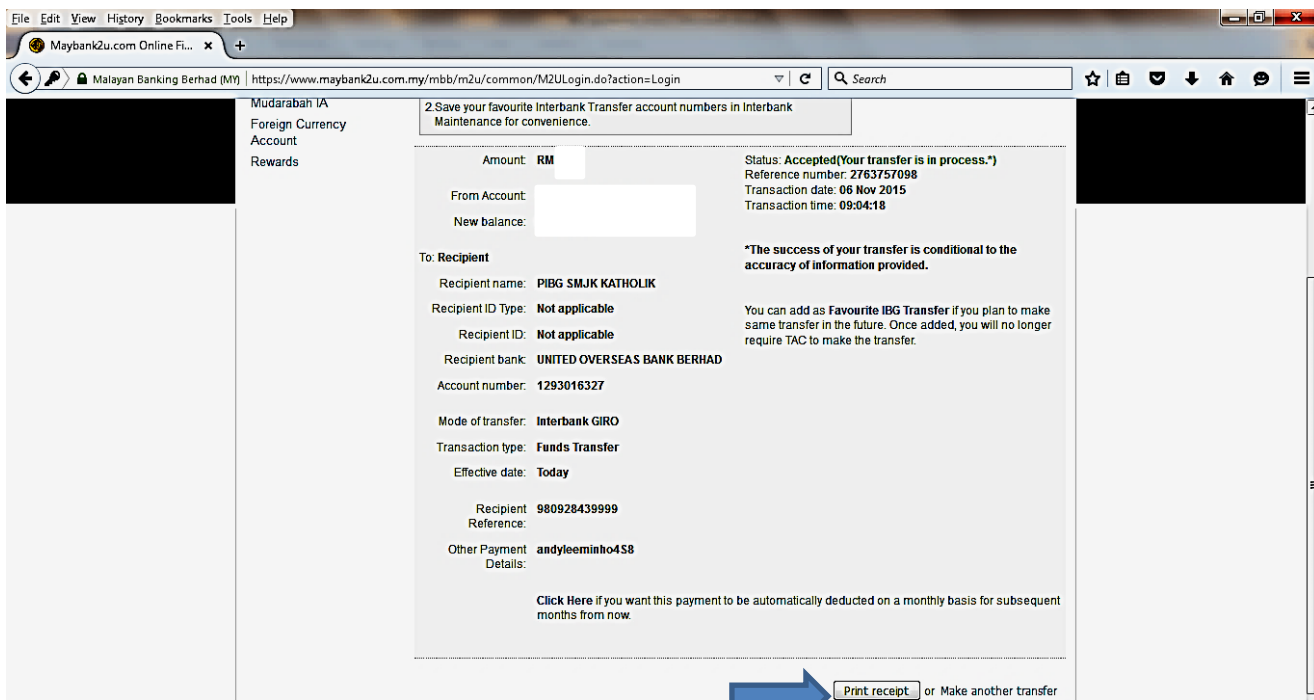 File Edit View History Bookmarks Tools Help
Maybank2u.com Online Fi... × +
Malayan Banking Berhad (MY) https://www.maybank2u.com.my/mbb/m2u/common/M2ULogin.do?action=Login Search
Mudarabah IA
Foreign Currency
Account
Rewards
2.Save your favourite Interbank Transfer account numbers in Interbank
Maintenance for convenience.
Amount: RM
From Account:
New balance:
Status: Accepted(Your transfer is in process.*)
Reference number: 2763757098
Transaction date: 06 Nov 2015
Transaction time: 09:04:18
*The success of your transfer is conditional to the
accuracy of information provided.
You can add as Favourite IBG Transfer if you plan to make
same transfer in the future. Once added, you will no longer
require TAC to make the transfer.
To: Recipient
Recipient name: PIBG SMJK KATHOLIK
Recipient ID Type: Not applicable
Recipient ID: Not applicable
Recipient bank: UNITED OVERSEAS BANK BERHAD
Account number: 1293016327
Mode of transfer: Interbank GIRO
Transaction type: Funds Transfer
Effective date: Today
Recipient
Reference: 980928439999
Other Payment
Details: andyleeminho4S8
Click Here if you want this payment to be automatically deducted on a monthly basis for subsequent
months from now.
Print receipt or Make another transfer